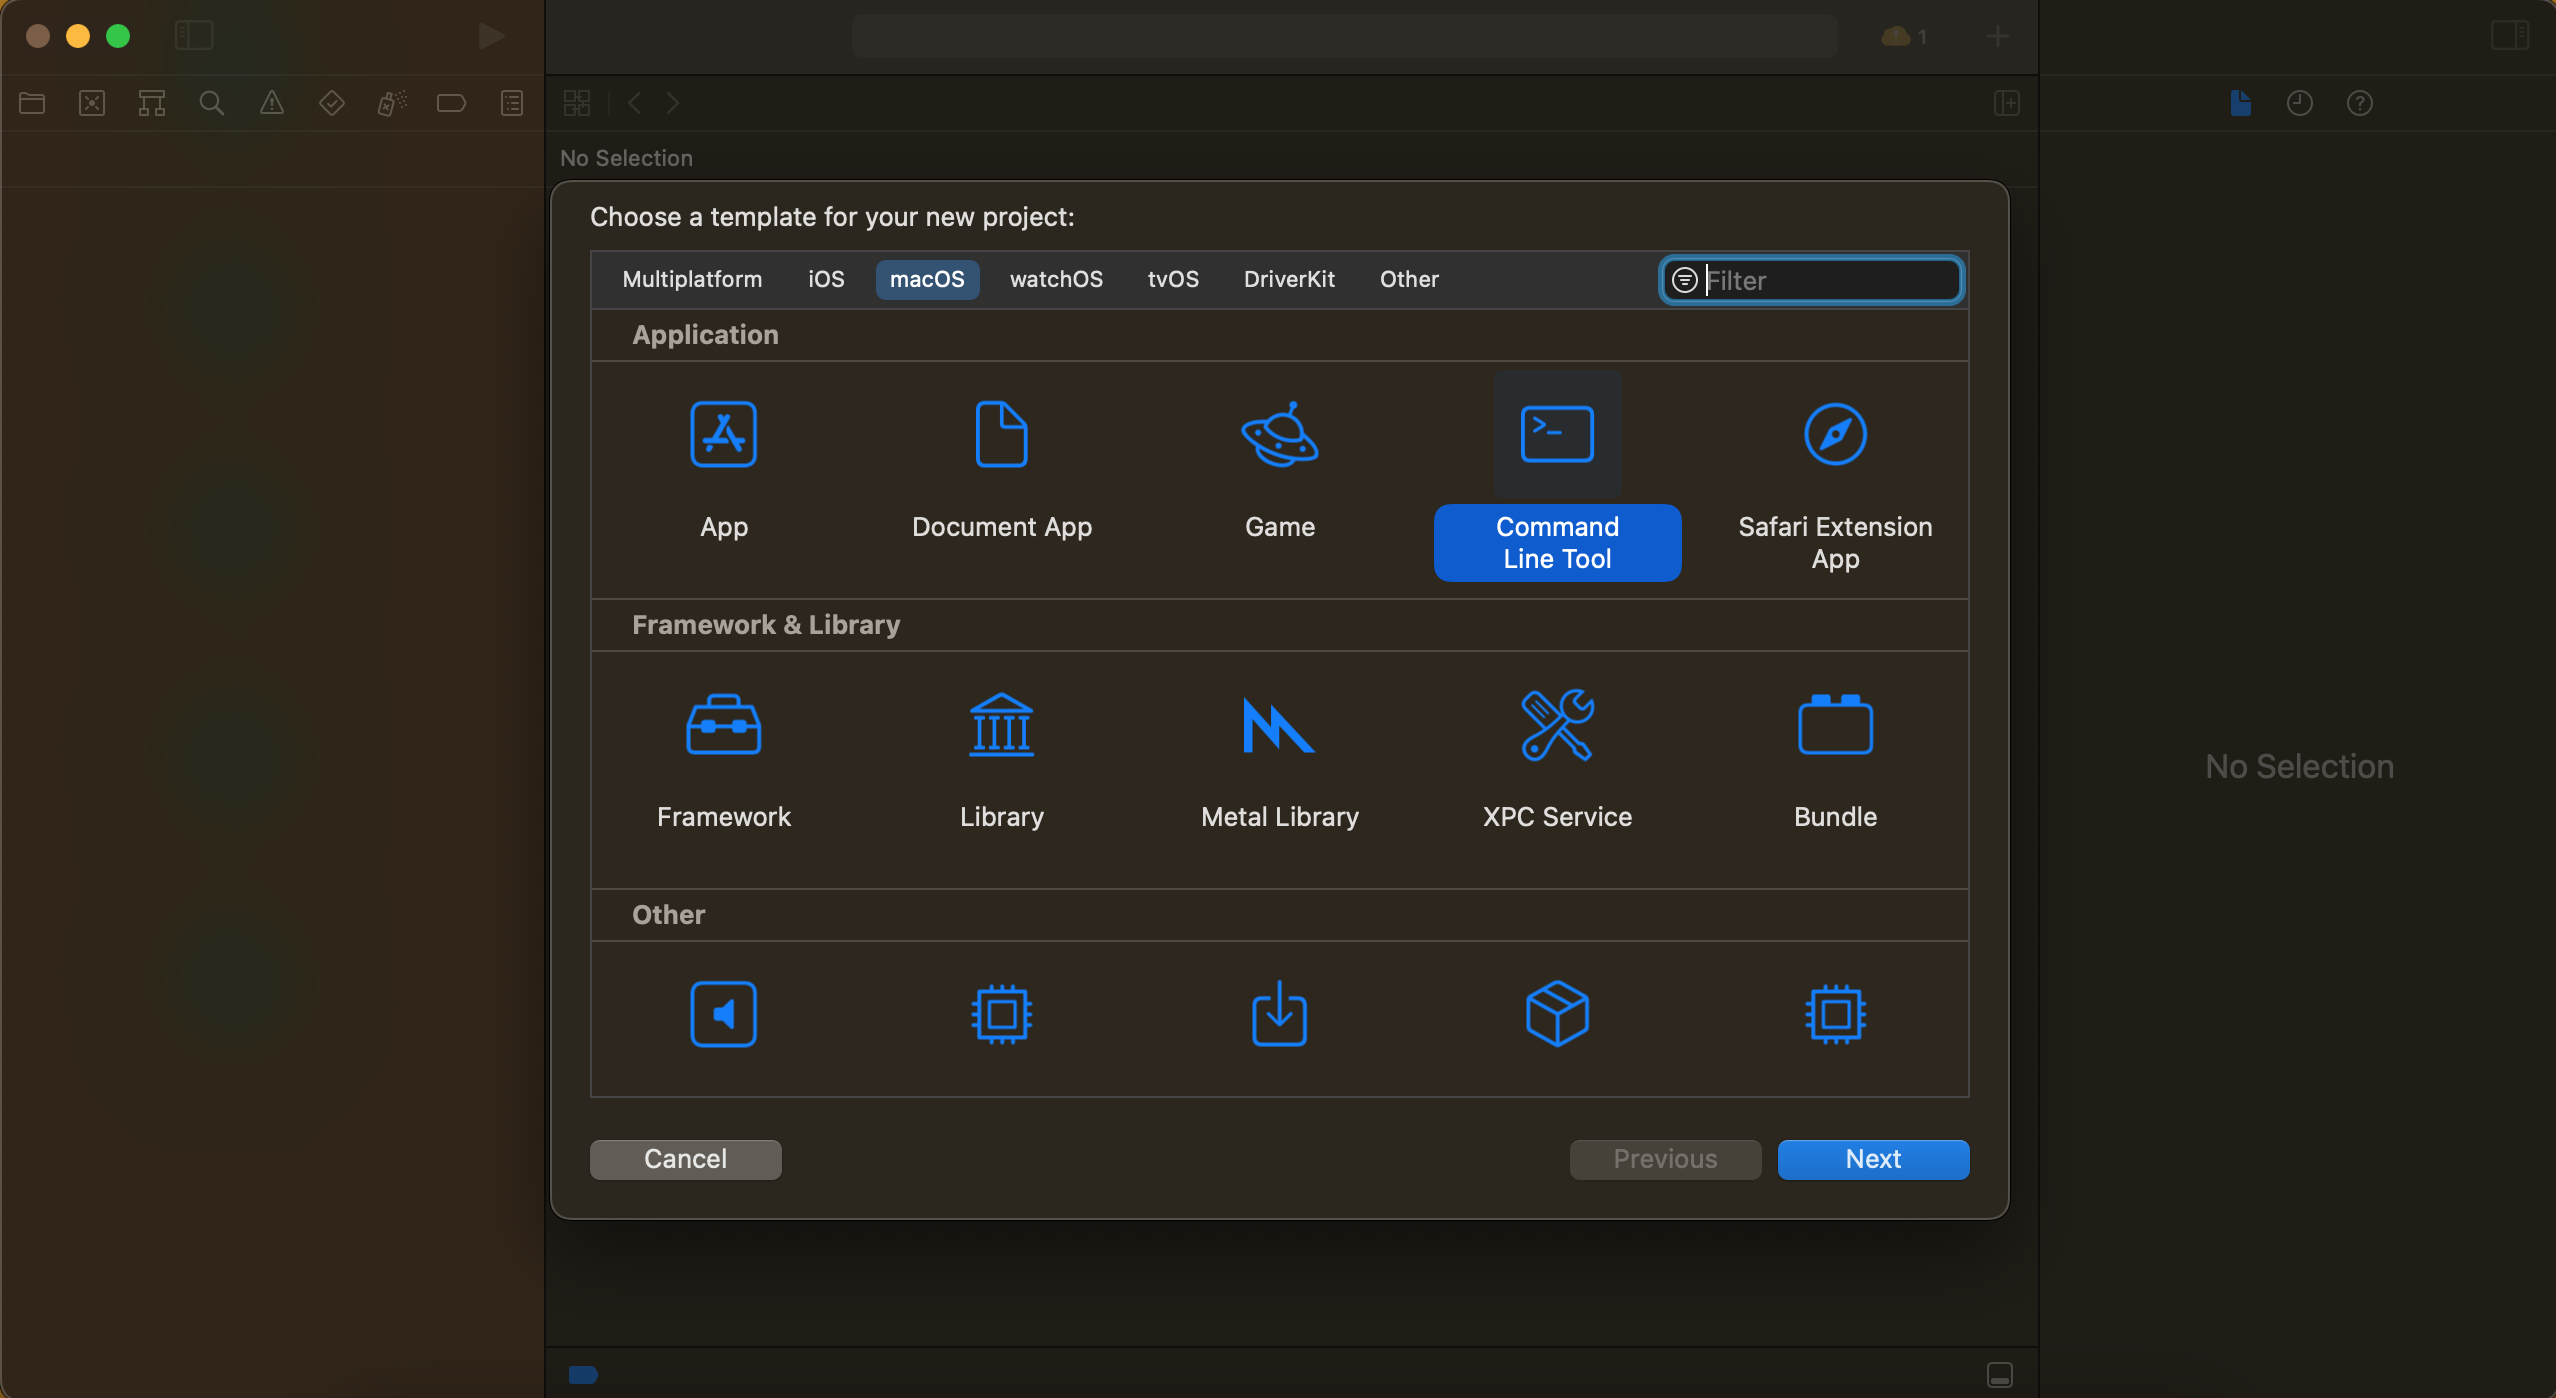 1
No Selection
Choose a template for your new project:
Multiplatform iOS macOS watchOS tvOS DriverKit Other Filter
Application
App Document App Game Command Line Tool Safari Extension App
Framework & Library
Framework Library Metal Library XPC Service Bundle
No Selection
Other
Cancel Previous Next